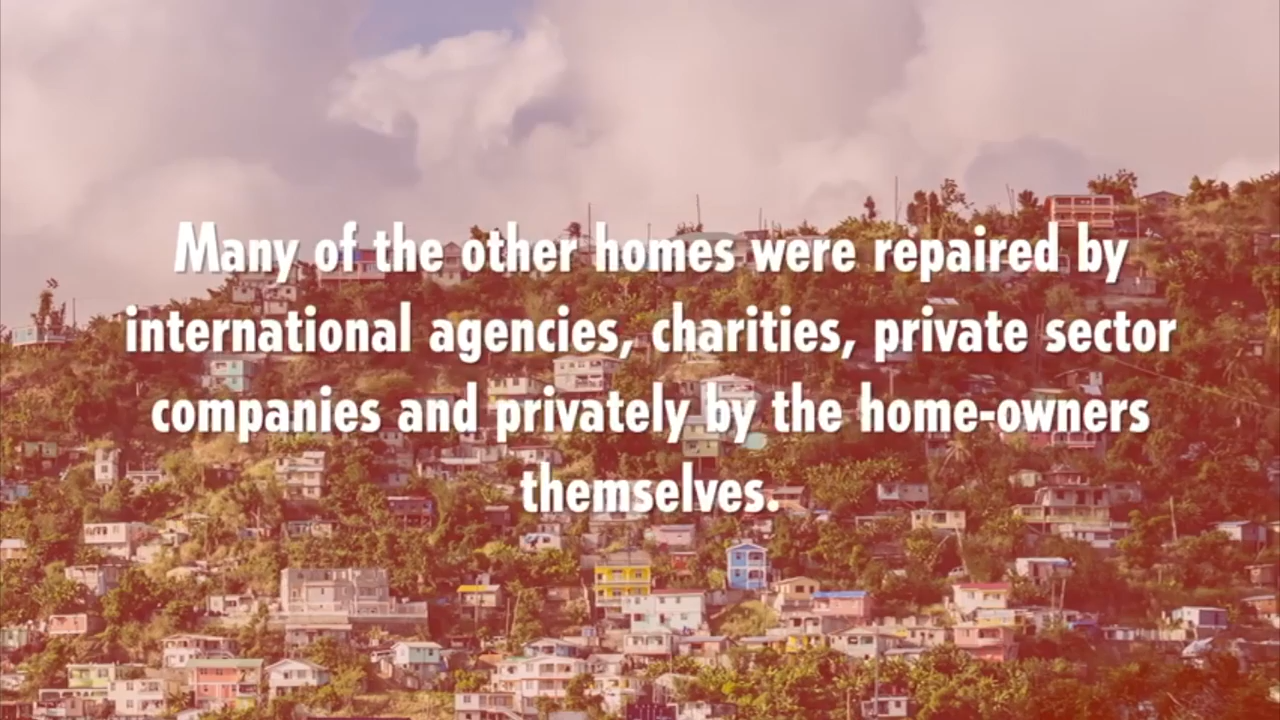 Many of the other homes were repaired by
international agencies, charities, private sector
companies and privately by the home-owners
themselves.